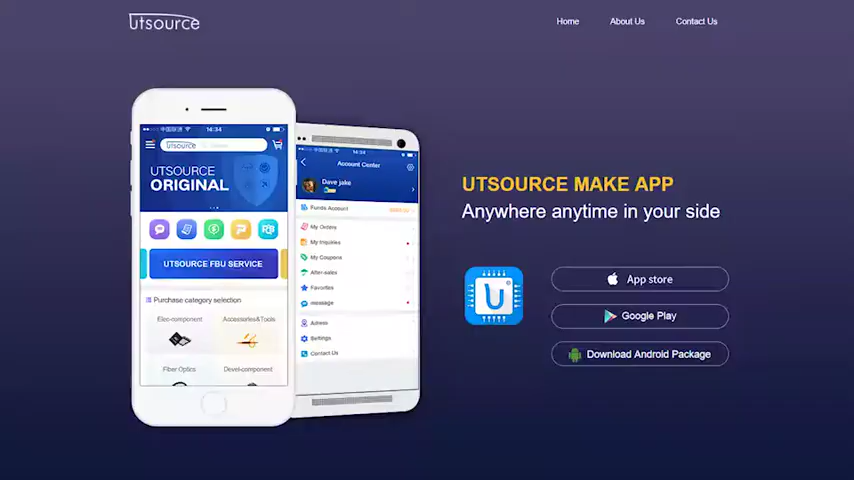 Utsource
Home
About Us
Contact Us
14:34
Utsource
UTSOURCE
ORIGINAL
UTSOURCE FBU SERVICE
Purchase category selection
Elec-component
Accessories&Tools
Fiber Optics
Devel-component
14:34
Account Center
Dave jake
Funds Account
My Orders
My Inquiries
My Coupons
After-sales
Favorites
message
Adress
Settings
Contact Us
UTSOURCE MAKE APP
Anywhere anytime in your side
U
App store
Google Play
Download Android Package